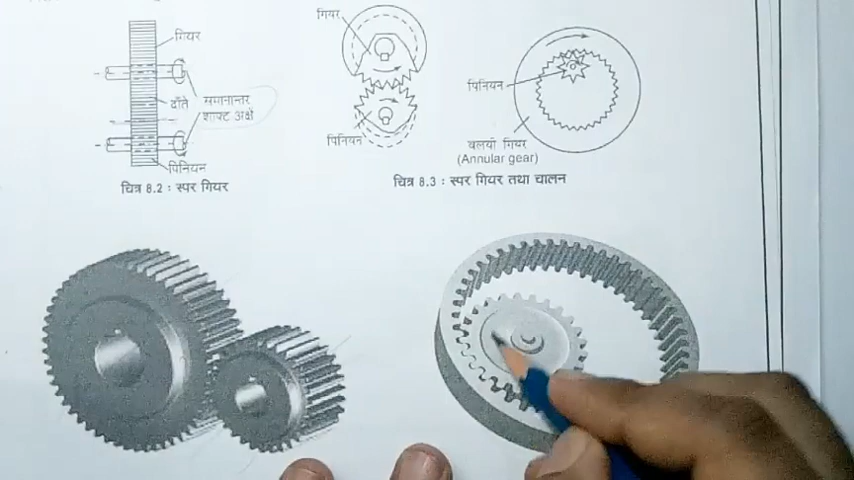 गियर
दाँते
समानान्तर
शाफ्ट अक्षें
पिनियन
चित्र 8.2 : स्पर गियर
गियर
पिनियन
पिनियन
वलयी गियर
(Annular gear)
चित्र 8.3 : स्पर गियर तथा चालन